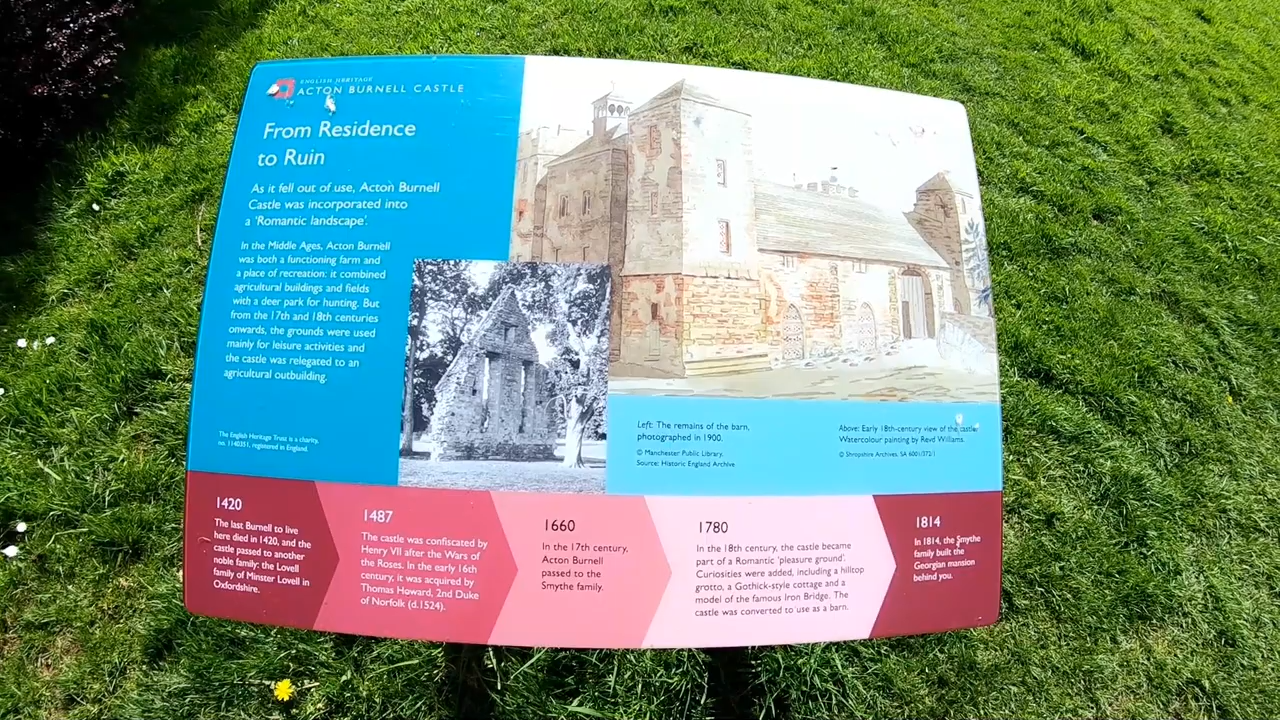 ENGLISH HERITAGE
ACTON BURNELL CASTLE
From Residence
to Ruin
As it fell out of use, Acton Burnell
Castle was incorporated into
a 'Romantic landscape'.
In the Middle Ages, Acton Burnell
was both a functioning farm and
a place of recreation: it combined
agricultural buildings and fields
with a deer park for hunting. But
from the 17th and 18th centuries
onwards, the grounds were used
mainly for leisure activities and
the castle was relegated to an
agricultural outbuilding.
The English Heritage Trust is a charity,
no. 1140351, registered in England.
Left: The remains of the barn,
photographed in 1900.
© Manchester Public Library.
Source: Historic England Archive
Above: Early 18th-century view of the castle.
Watercolour painting by Revd Williams.
© Shropshire Archives, SA 6001/372/1
1420
The last Burnell to live
here died in 1420, and the
castle passed to another
noble family: the Lovell
family of Minster Lovell in
Oxfordshire.
1487
The castle was confiscated by
Henry VII after the Wars of
the Roses. In the early 16th
century, it was acquired by
Thomas Howard, 2nd Duke
of Norfolk (d.1524).
1660
In the 17th century,
Acton Burnell
passed to the
Smythe family.
1780
In the 18th century, the castle became
part of a Romantic 'pleasure ground'.
Curiosities were added, including a hilltop
grotto, a Gothick-style cottage and a
model of the famous Iron Bridge. The
castle was converted to use as a barn.
1814
In 1814, the Smythe
family built the
Georgian mansion
behind you.